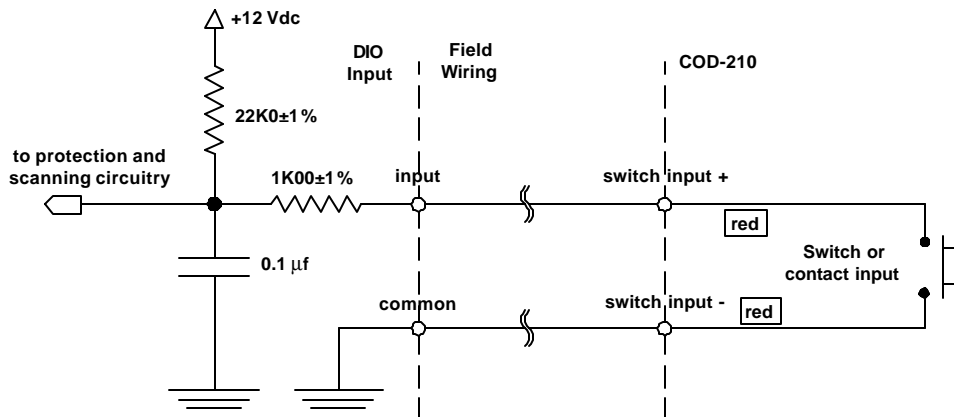 +12 Vdc
DIO
Input
Field
Wiring
COD-210
22K0±1%
to protection and
scanning circuitry
1K00±1%
input
switch input +
red
Switch or
contact input
0.1 µf
common
switch input -
red